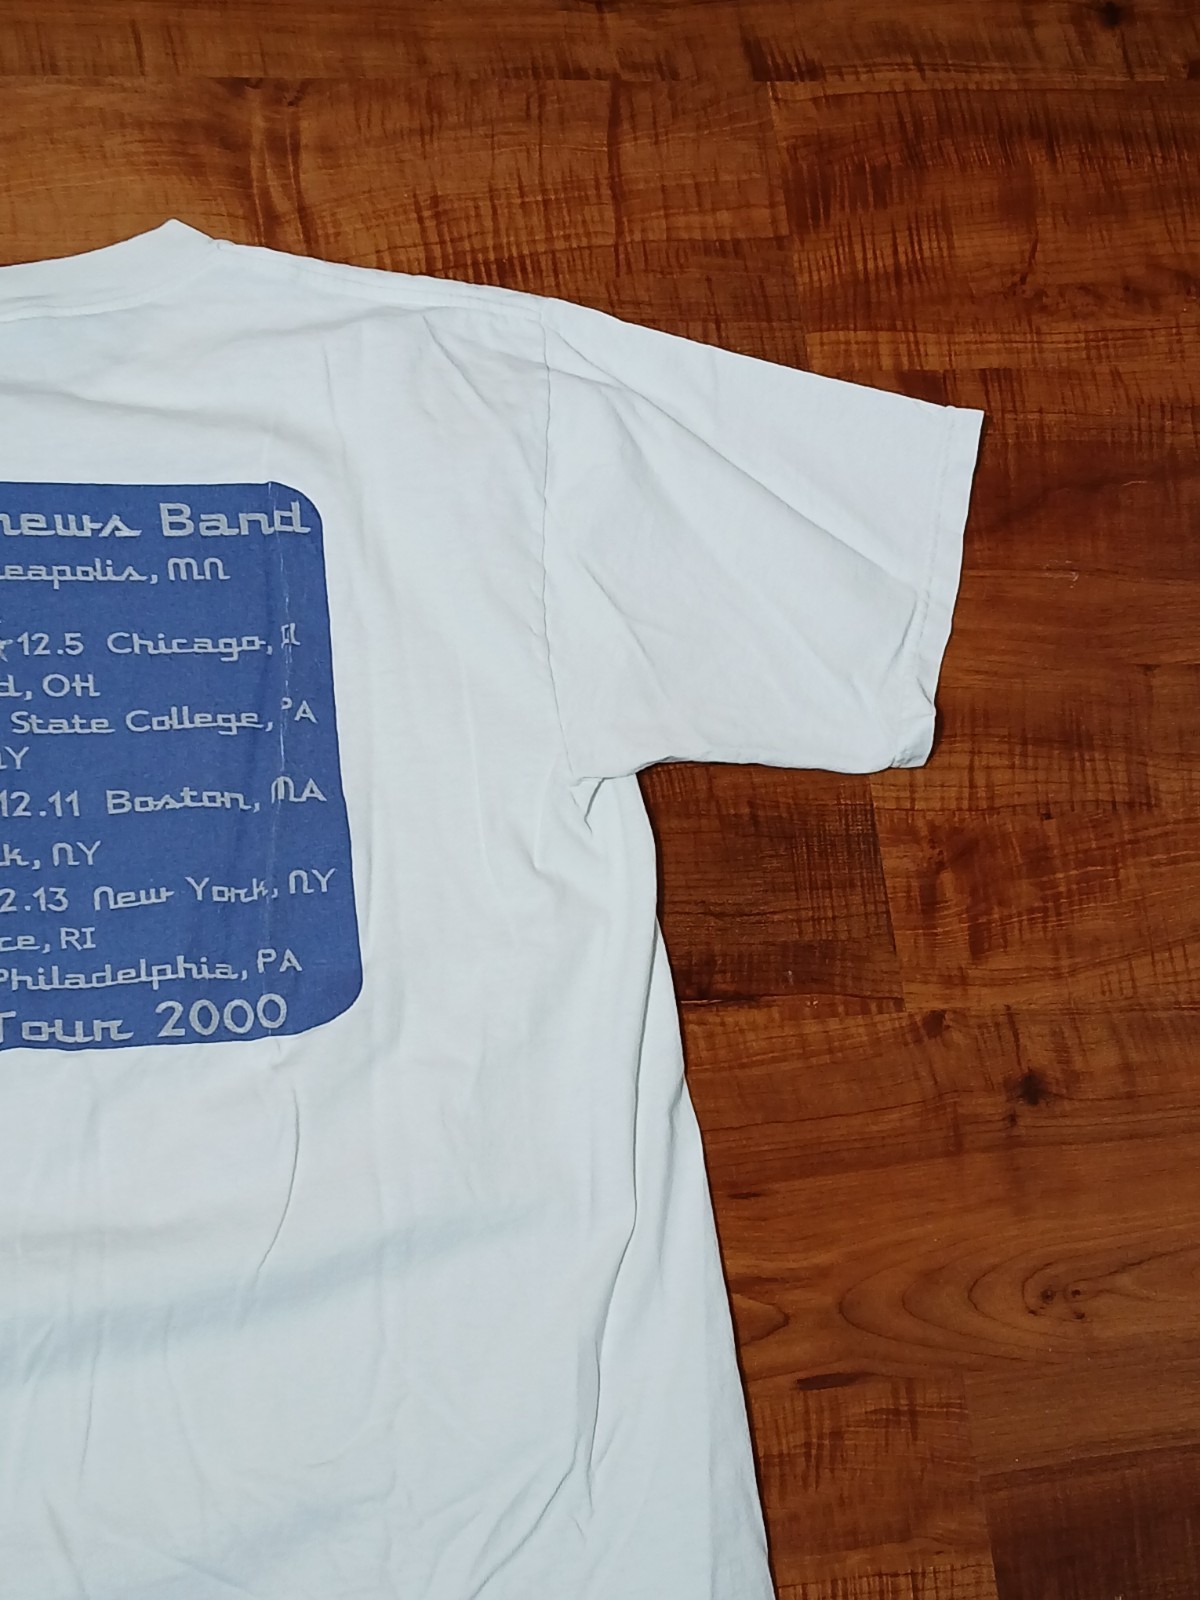 hews Band
eapolis, MN
12.5 Chicago, Il
d, OH
State College, PA
NY
12.11 Boston, MA
k, NY
2.13 New York, NY
ce, RI
Philadelphia, PA
Tour 2000